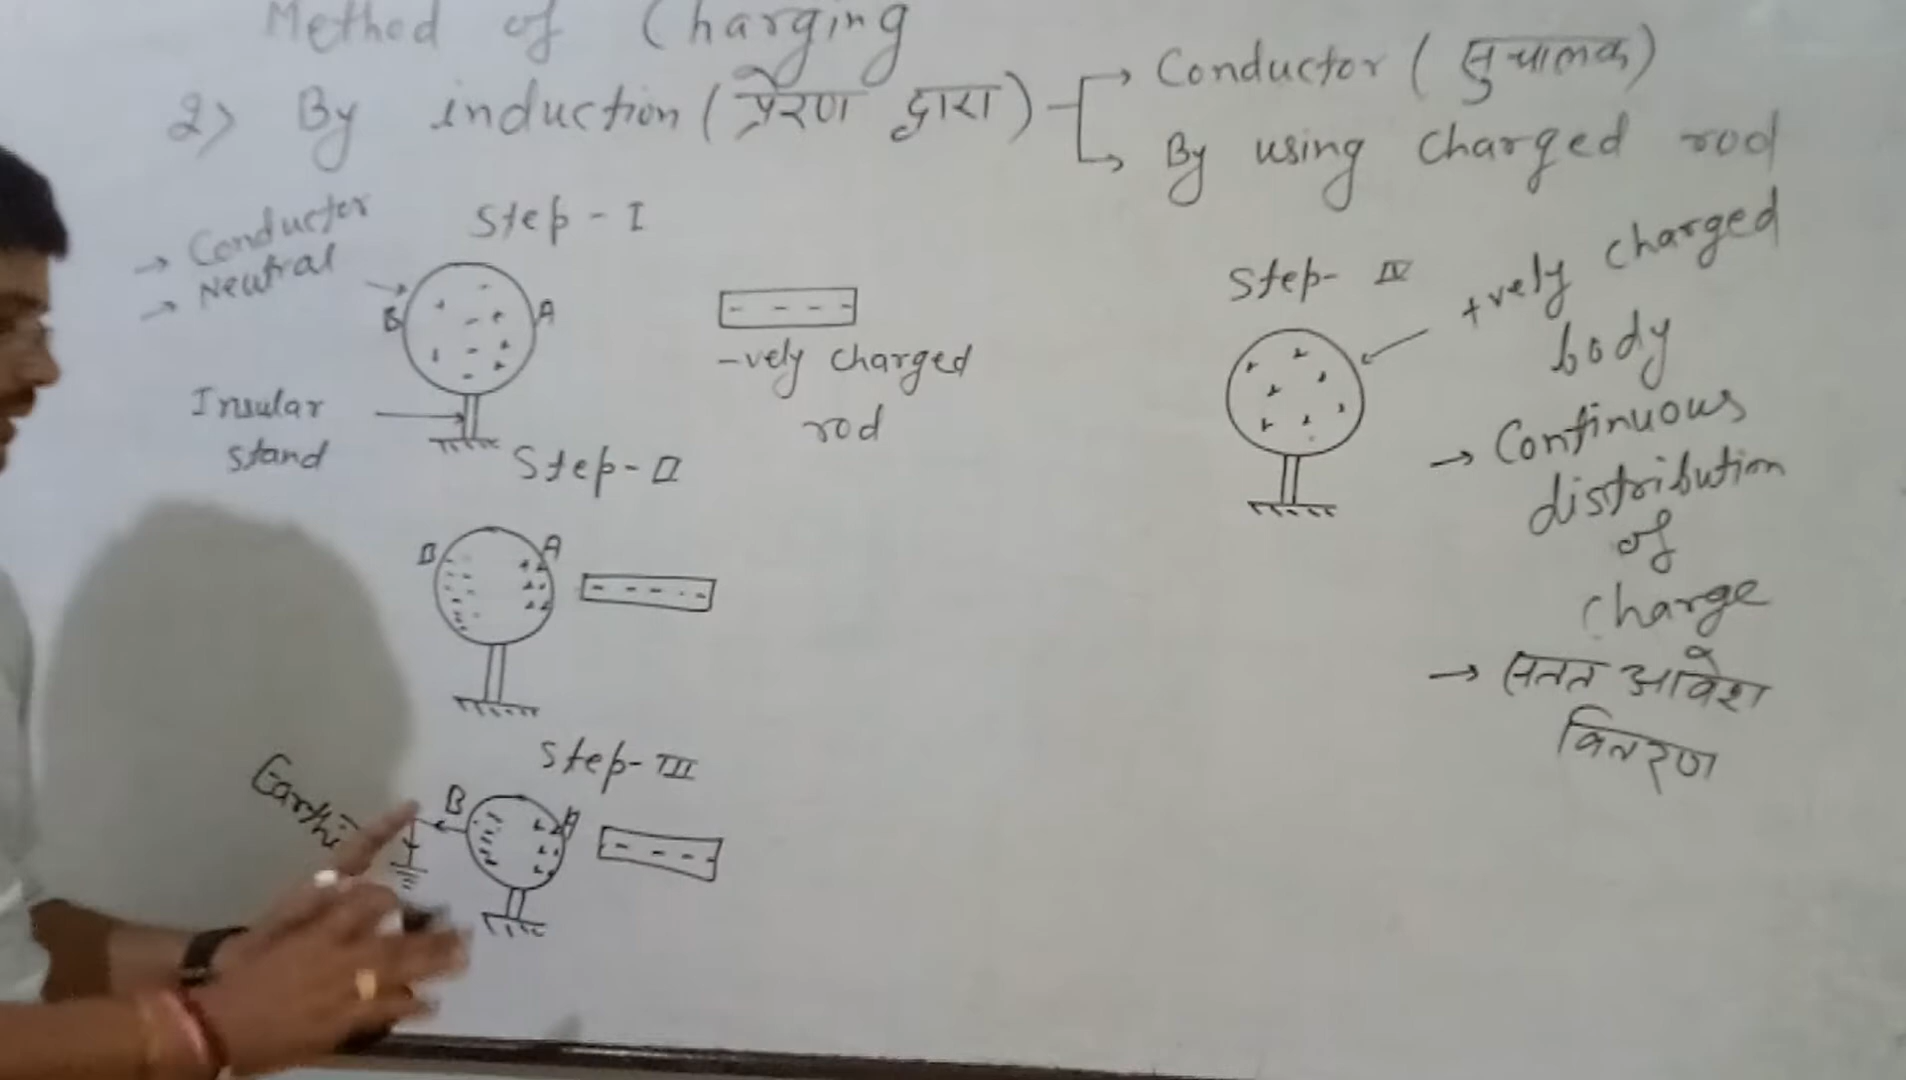 Method of Charging
2) By induction (प्रेरण द्वारा)
→ Conductor (सुचालक)
→ By using charged rod
→ Conductor
→ Neutral
Step - I
B
A
- - - -
-vely charged
rod
Insular
stand
Step - II
B
A
- - - - -
Step - III
B
- - - -
Step - IV
+vely charged
body
→ Continuous
distribution
of
charge
→ सतत आवेश
वितरण